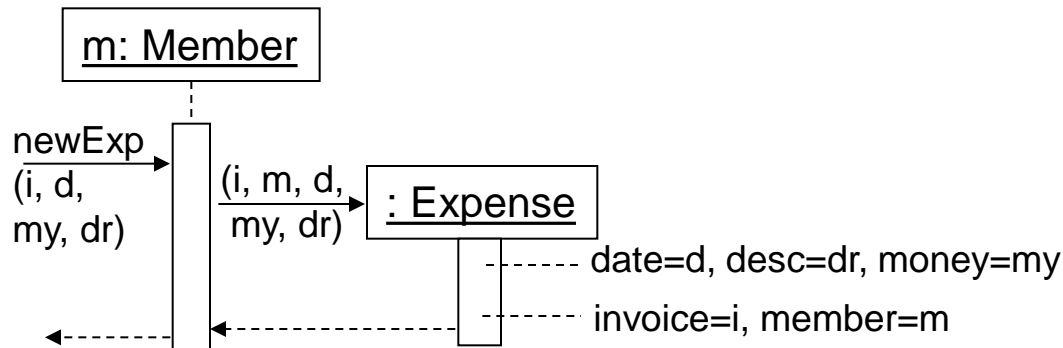 m: Member
newExp
(i, d,
my, dr)
(i, m, d,
my, dr)
: Expense
date=d, desc=dr, money=my
invoice=i, member=m